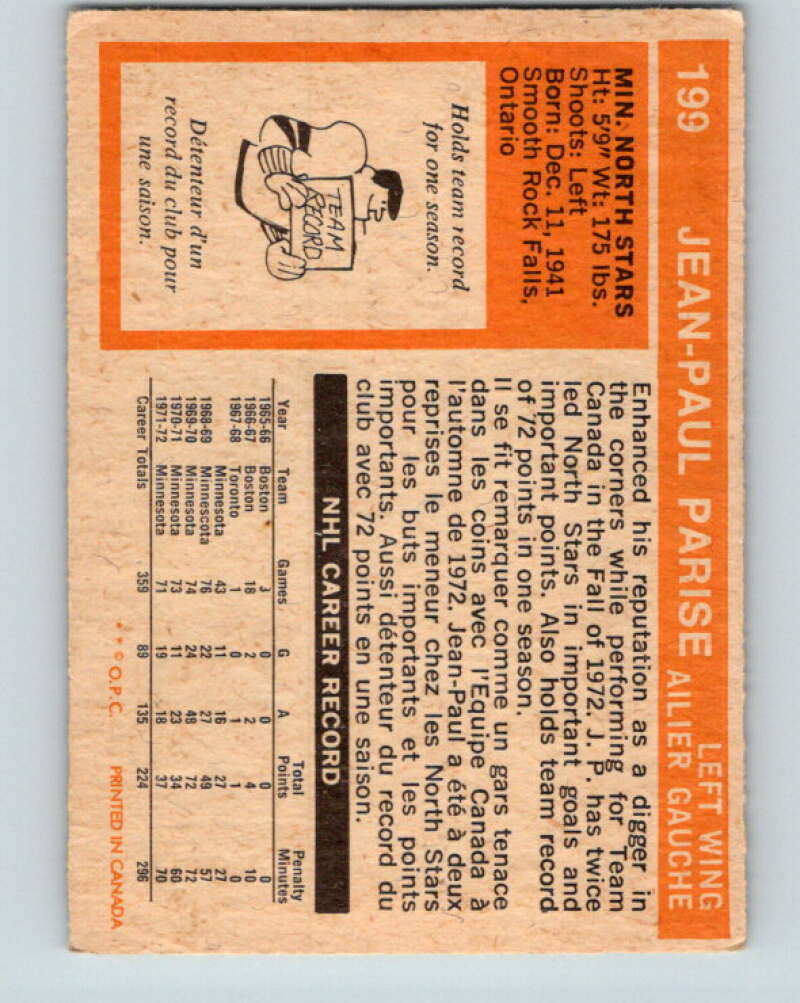 199 JEAN-PAUL PARISE LEFT WING
AILIER GAUCHE
MIN. NORTH STARS
Ht: 5'9" Wt: 175 lbs.
Shoots: Left
Born: Dec. 11, 1941
Smooth Rock Falls,
Ontario
Holds team record
for one season.
TEAM
RECORD
Détenteur d'un
record du club pour
une saison.
Enhanced his reputation as a digger in
the corners while performing for Team
Canada in the Fall of 1972. J. P. has twice
led North Stars in important goals and
important points. Also holds team record
of 72 points in one season.
Il se fit remarquer comme un gars tenace
dans les coins avec l'Equipe Canada à
l'automne de 1972. Jean-Paul a été à deux
reprises le meneur chez les North Stars
pour les buts importants et les points
importants. Aussi détenteur du record du
club avec 72 points en une saison.
NHL CAREER RECORD
Year Team Games G A Total Points Penalty Minutes
1965-66 Boston 3 0 0 0 0
1966-67 Boston 18 2 2 4 10
1967-68 Toronto 1 0 1 1 0
Minnesota 43 11 16 27 27
1968-69 Minnescota 76 22 27 49 57
1969-70 Minnesota 74 24 48 72 72
1970-71 Minnesota 73 11 23 34 60
1971-72 Minnesota 71 19 18 37 70
Career Totals 359 89 135 224 296
* * © O.P.C. PRINTED IN CANADA